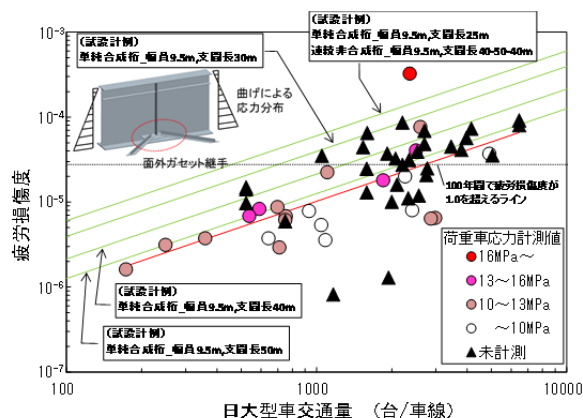 (試設計例)
単純合成桁_幅員9.5m,支間長30m
(試設計例)
単純合成桁_幅員9.5m,支間長25m
連続非合成桁_幅員9.5m,支間長40-50-40m
曲げによる
応力分布
面外ガセット継手
100年間で疲労損傷度が
1.0を超えるライン
荷重車応力計測値
16MPa~
13~16MPa
10~13MPa
~10MPa
未計測
(試設計例)
単純合成桁_幅員9.5m,支間長40m
(試設計例)
単純合成桁_幅員9.5m,支間長50m
疲労損傷度
10⁻³
10⁻⁴
10⁻⁵
10⁻⁶
10⁻⁷
100
1000
10000
日大型車交通量 (台/車線)